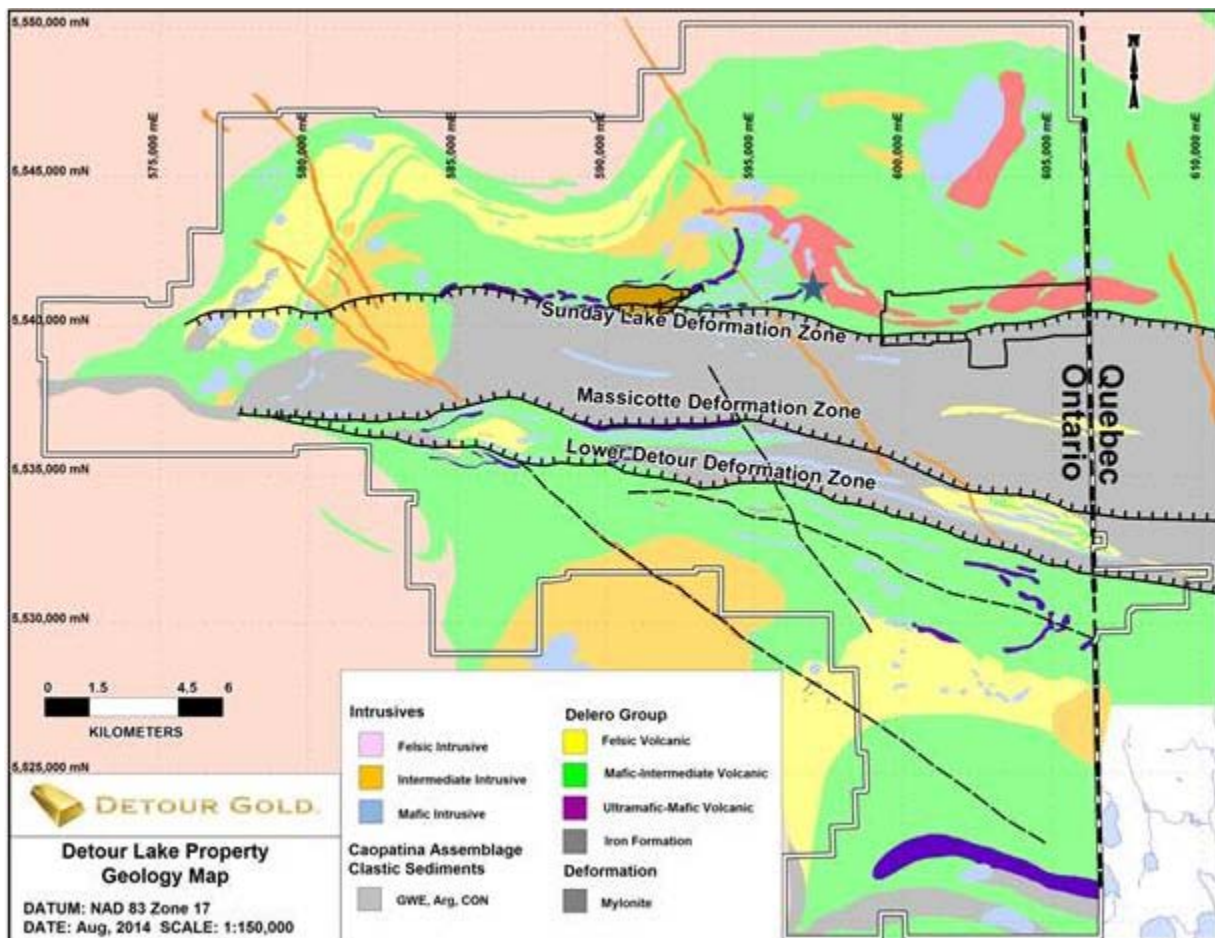 5,550,000 mN
N
575,000 mE
580,000 mE
585,000 mE
590,000 mE
595,000 mE
600,000 mE
605,000 mE
610,0
5,545,000 mN
5,540,000 mN
Sunday Lake Deformation Zone
Quebec
Ontario
Massicotte Deformation Zone
Lower Detour Deformation Zone
5,535,000 mN
5,530,000 mN
0 1.5 4.5 6
KILOMETERS
5,525,000 mN
DETOUR GOLD.
Detour Lake Property
Geology Map
DATUM: NAD 83 Zone 17
DATE: Aug, 2014 SCALE: 1:150,000
Intrusives
Felsic Intrusive
Intermediate Intrusive
Mafic Intrusive
Caopatina Assemblage
Clastic Sediments
GWE, Arg, CON
Delero Group
Felsic Volcanic
Mafic-Intermediate Volcanic
Ultramafic-Mafic Volcanic
Iron Formation
Deformation
Mylonite